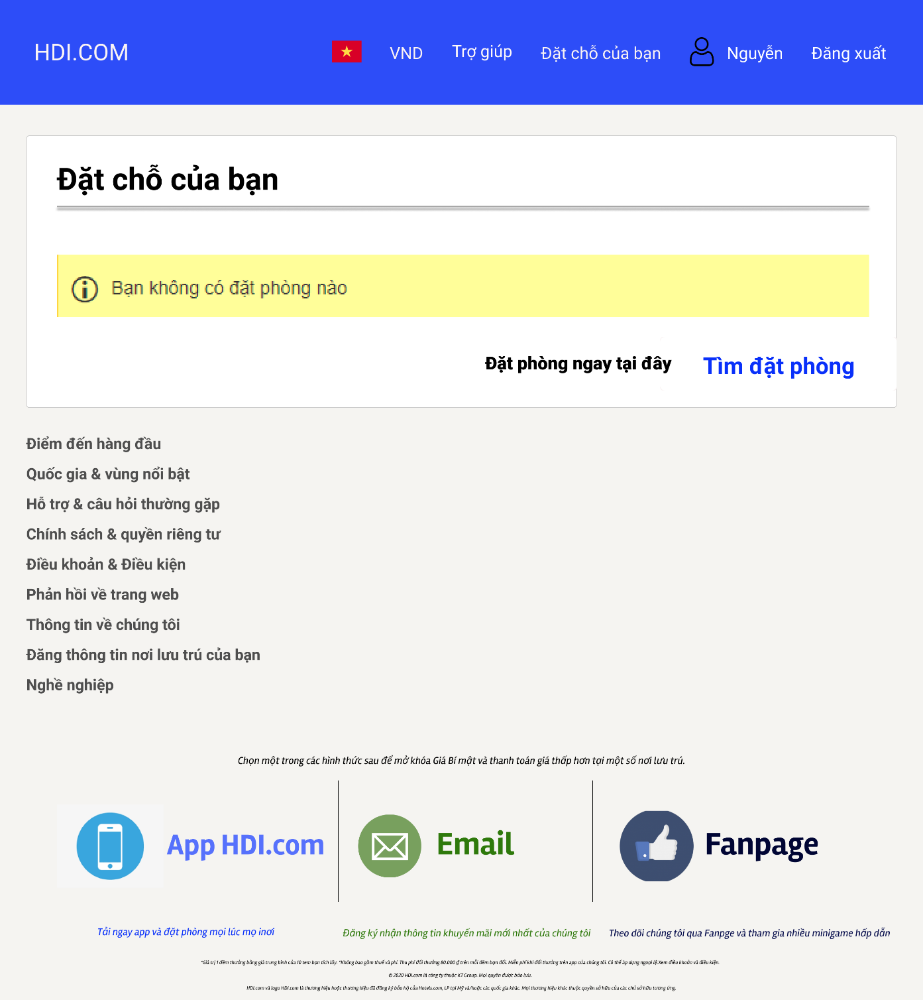 HDI.COM
VND
Trợ giúp
Đặt chỗ của bạn
Nguyễn
Đăng xuất
Đặt chỗ của bạn
Bạn không có đặt phòng nào
Đặt phòng ngay tại đây
Tìm đặt phòng
Điểm đến hàng đầu
Quốc gia & vùng nổi bật
Hỗ trợ & câu hỏi thường gặp
Chính sách & quyền riêng tư
Điều khoản & Điều kiện
Phản hồi về trang web
Thông tin về chúng tôi
Đăng thông tin nơi lưu trú của bạn
Nghề nghiệp
Chọn một trong các hình thức sau để mở khóa Giá Bí mật và thanh toán giá thấp hơn tại một số nơi lưu trú.
App HDI.com
Email
Fanpage
Tải ngay app và đặt phòng mọi lúc mọ inơi
Đăng ký nhận thông tin khuyến mãi mới nhất của chúng tôi
Theo dõi chúng tôi qua Fanpge và tham gia nhiều minigame hấp dẫn
*Giá trị 1 đêm thưởng bằng giá trung bình của 10 tem bạn tích lũy. *Không bao gồm thuế và phí. Thu phí đổi thưởng 80.000 ₫ trên mỗi đêm bạn đổi. Miễn phí khi đổi thưởng trên app của chúng tôi. Có thể áp dụng ngoại lệ.Xem điều khoản và điều kiện.
© 2020 HDI.com là công ty thuộc KT Group. Mọi quyền được bảo lưu.
HDI.com và logo HDI.com là thương hiệu hoặc thương hiệu đã đăng ký bảo hộ của Hotels.com, LP tại Mỹ và/hoặc các quốc gia khác. Mọi thương hiệu khác thuộc quyền sở hữu của các chủ sở hữu tương ứng.